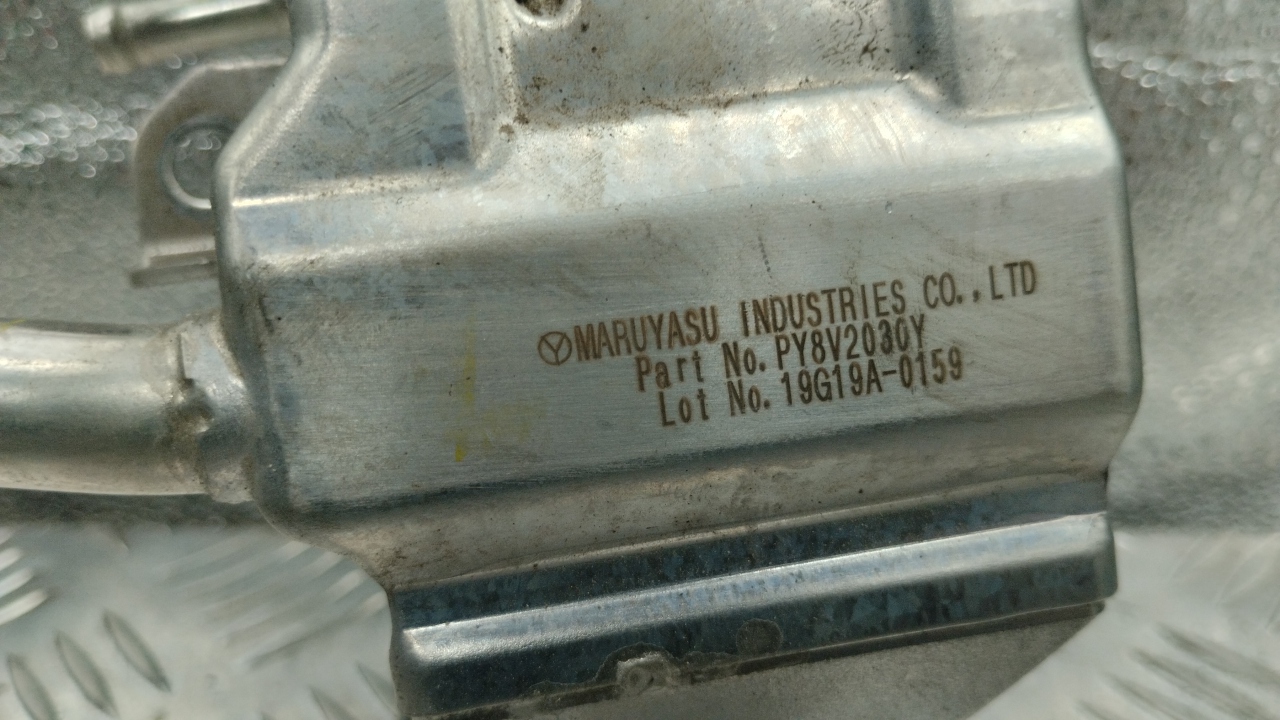 MARUYASU INDUSTRIES CO.,LTD
Part No. PY8V2030Y
Lot No. 19G19A-0159